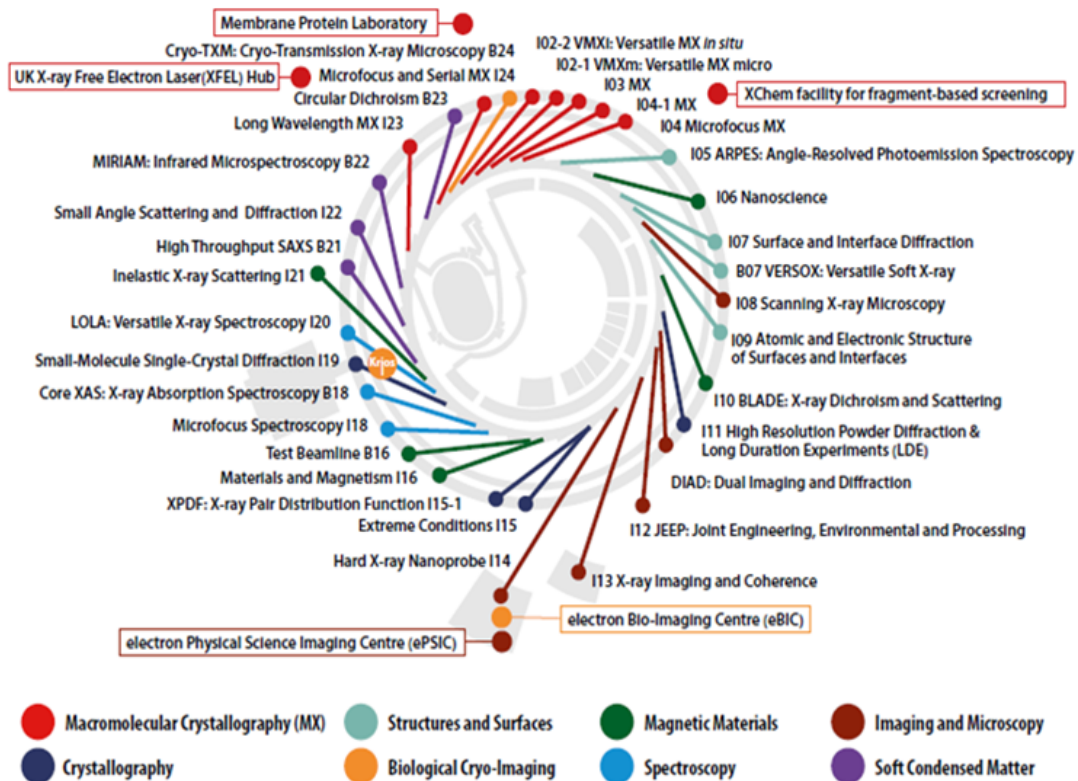 Membrane Protein Laboratory
Cryo-TXM: Cryo-Transmission X-ray Microscopy B24
UK X-ray Free Electron Laser(XFEL) Hub
Microfocus and Serial MX I24
Circular Dichroism B23
Long Wavelength MX I23
MIRIAM: Infrared Microspectroscopy B22
Small Angle Scattering and Diffraction I22
High Throughput SAXS B21
Inelastic X-ray Scattering I21
LOLA: Versatile X-ray Spectroscopy I20
Small-Molecule Single-Crystal Diffraction I19
Krios
Core XAS: X-ray Absorption Spectroscopy B18
Microfocus Spectroscopy I18
Test Beamline B16
Materials and Magnetism I16
XPDF: X-ray Pair Distribution Function I15-1
Extreme Conditions I15
Hard X-ray Nanoprobe I14
electron Physical Science Imaging Centre (ePSIC)
I02-2 VMXi: Versatile MX in situ
I02-1 VMXm: Versatile MX micro
I03 MX
I04-1 MX
XChem facility for fragment-based screening
I04 Microfocus MX
I05 ARPES: Angle-Resolved Photoemission Spectroscopy
I06 Nanoscience
I07 Surface and Interface Diffraction
B07 VERSOX: Versatile Soft X-ray
I08 Scanning X-ray Microscopy
I09 Atomic and Electronic Structure
of Surfaces and Interfaces
I10 BLADE: X-ray Dichroism and Scattering
I11 High Resolution Powder Diffraction &
Long Duration Experiments (LDE)
DIAD: Dual Imaging and Diffraction
I12 JEEP: Joint Engineering, Environmental and Processing
I13 X-ray Imaging and Coherence
electron Bio-Imaging Centre (eBIC)
Macromolecular Crystallography (MX)
Structures and Surfaces
Magnetic Materials
Imaging and Microscopy
Crystallography
Biological Cryo-Imaging
Spectroscopy
Soft Condensed Matter